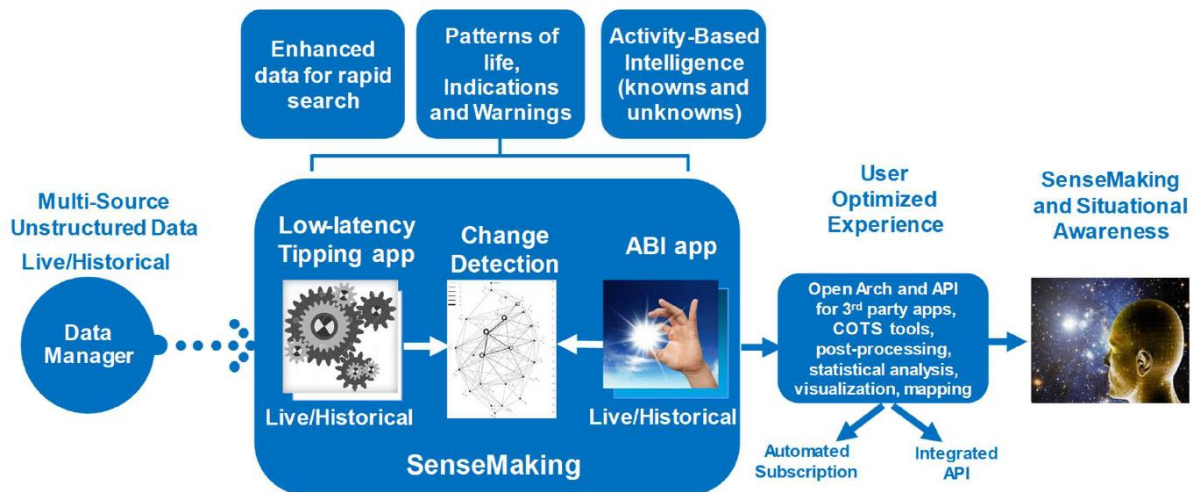 Enhanced
data for rapid
search
Patterns of
life,
Indications
and Warnings
Activity-Based
Intelligence
(knowns and
unknowns)
Multi-Source
Unstructured Data
Live/Historical
Data
Manager
Low-latency
Tipping app
Live/Historical
Change
Detection
ABI app
Live/Historical
SenseMaking
User
Optimized
Experience
Open Arch and API
for 3rd party apps,
COTS tools,
post-processing,
statistical analysis,
visualization, mapping
Automated
Subscription
Integrated
API
SenseMaking
and Situational
Awareness